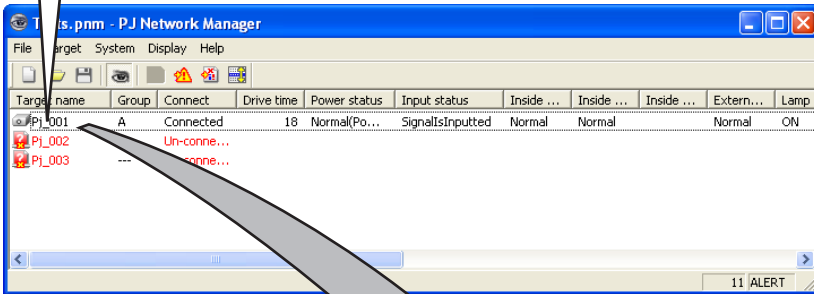 PJ Network Manager
File Target System Display Help
Target name Group Connect Drive time Power status Input status Inside ... Inside ... Inside ... Extern... Lamp
Pj_001 A Connected 18 Normal(Po... SignalIsInputted Normal Normal Normal ON
Pj_002 Un-conne...
Pj_003 --- Un-conne...
11 ALERT